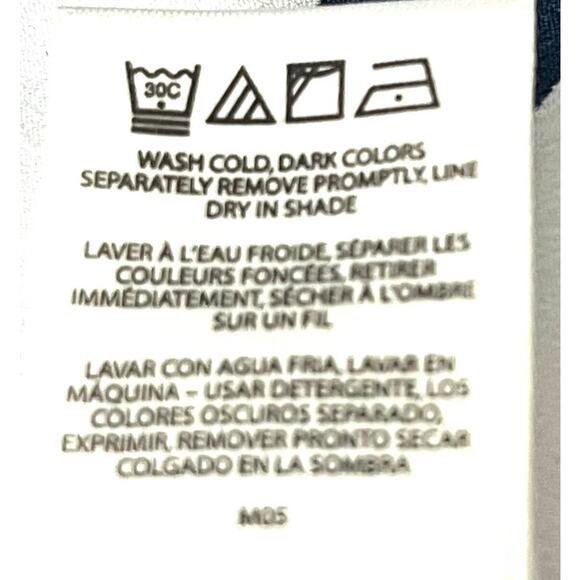 30C
WASH COLD, DARK COLORS
SEPARATELY REMOVE PROMPTLY, LINE
DRY IN SHADE
LAVER À L'EAU FROIDE, SÉPARER LES
COULEURS FONCÉES, RETIRER
IMMÉDIATEMENT, SÉCHER À L'OMBRE
SUR UN FIL
LAVAR CON AGUA FRIA, LAVAR EN
MÁQUINA – USAR DETERGENTE, LOS
COLORES OSCUROS SEPARADO,
EXPRIMIR, REMOVER PRONTO SECAR
COLGADO EN LA SOMBRA
M05